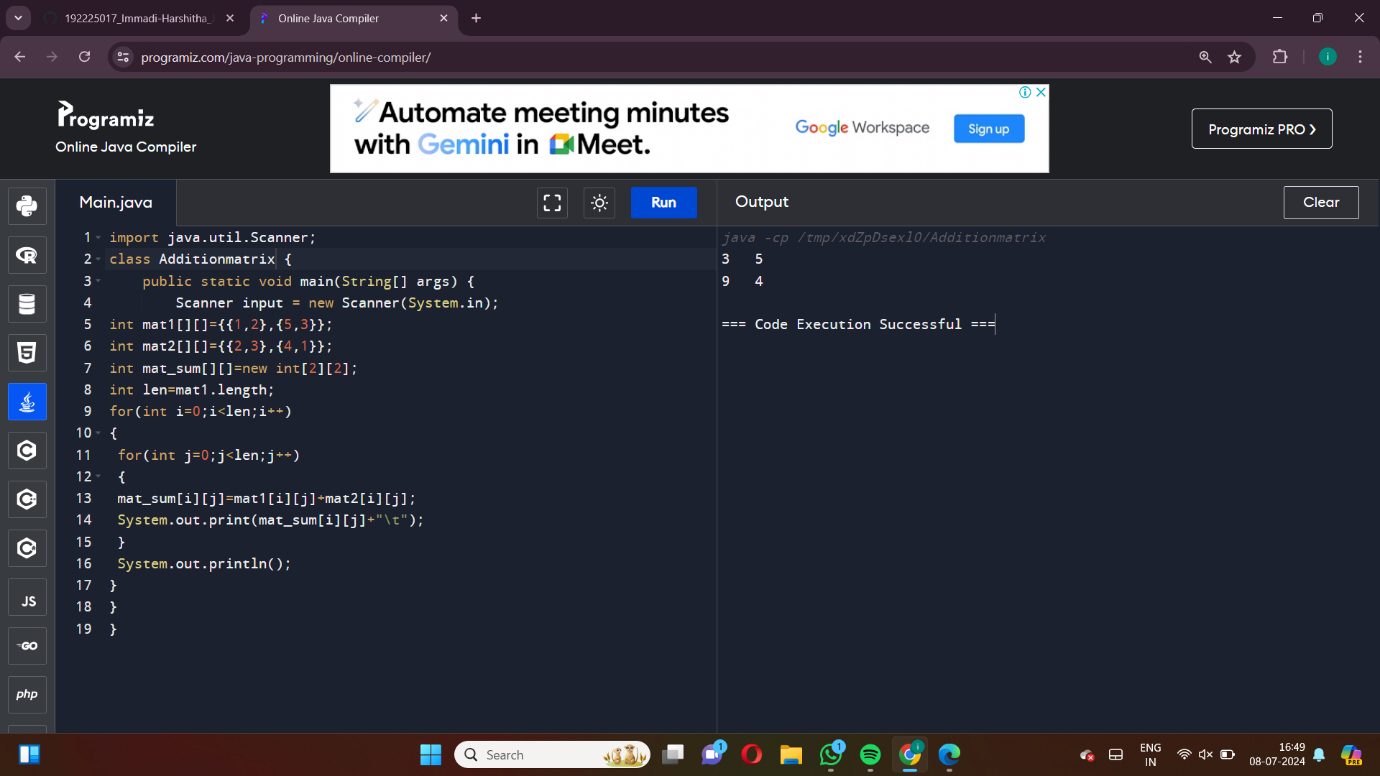 192225017_Immadi-Harshitha_
Online Java Compiler
programiz.com/java-programming/online-compiler/
i
Programiz
Online Java Compiler
Automate meeting minutes
with Gemini in Meet.
Google Workspace
Sign up
Programiz PRO
Main.java
Run
Output
Clear
1 import java.util.Scanner;
2 class Additionmatrix {
3 public static void main(String[] args) {
4 Scanner input = new Scanner(System.in);
5 int mat1[][]={{1,2},{5,3}};
6 int mat2[][]={{2,3},{4,1}};
7 int mat_sum[][]=new int[2][2];
8 int len=mat1.length;
9 for(int i=0;i<len;i++)
10 {
11 for(int j=0;j<len;j++)
12 {
13 mat_sum[i][j]=mat1[i][j]+mat2[i][j];
14 System.out.print(mat_sum[i][j]+"\t");
15 }
16 System.out.println();
17 }
18 }
19 }
java -cp /tmp/xdZpDsexl0/Additionmatrix
3 5
9 4
=== Code Execution Successful ===
R
5
C
C
C
JS
GO
php
Search
1
1
i
ENG
IN
16:49
08-07-2024
PRE